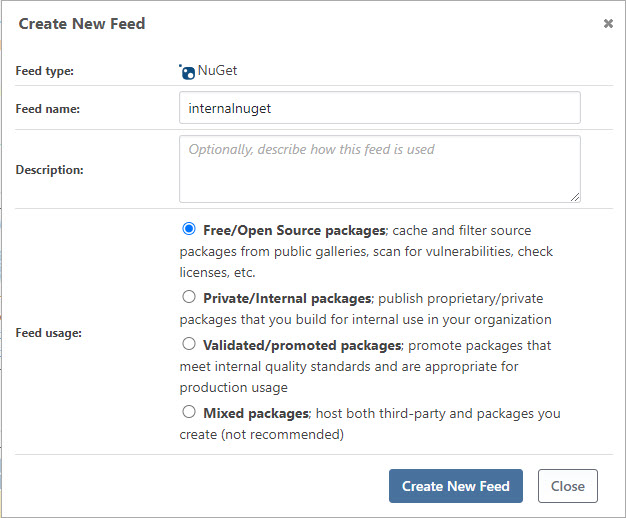 Create New Feed
Feed type: NuGet
Feed name: internalnuget
Description: Optionally, describe how this feed is used
Feed usage:
Free/Open Source packages; cache and filter source
packages from public galleries, scan for vulnerabilities, check
licenses, etc.
Private/Internal packages; publish proprietary/private
packages that you build for internal use in your organization
Validated/promoted packages; promote packages that
meet internal quality standards and are appropriate for
production usage
Mixed packages; host both third-party and packages you
create (not recommended)
Create New Feed
Close